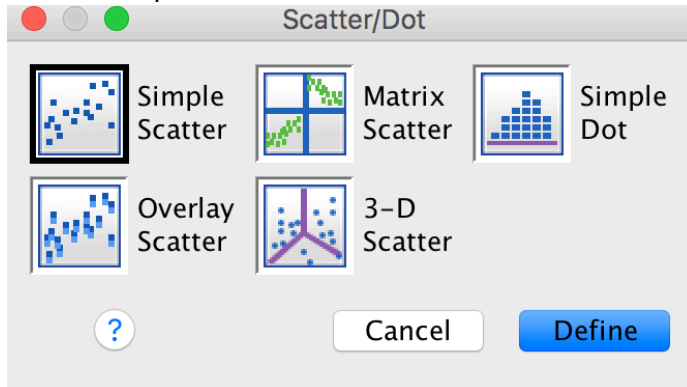 Scatter/Dot
Simple
Scatter
Matrix
Scatter
Simple
Dot
Overlay
Scatter
3-D
Scatter
?
Cancel
Define